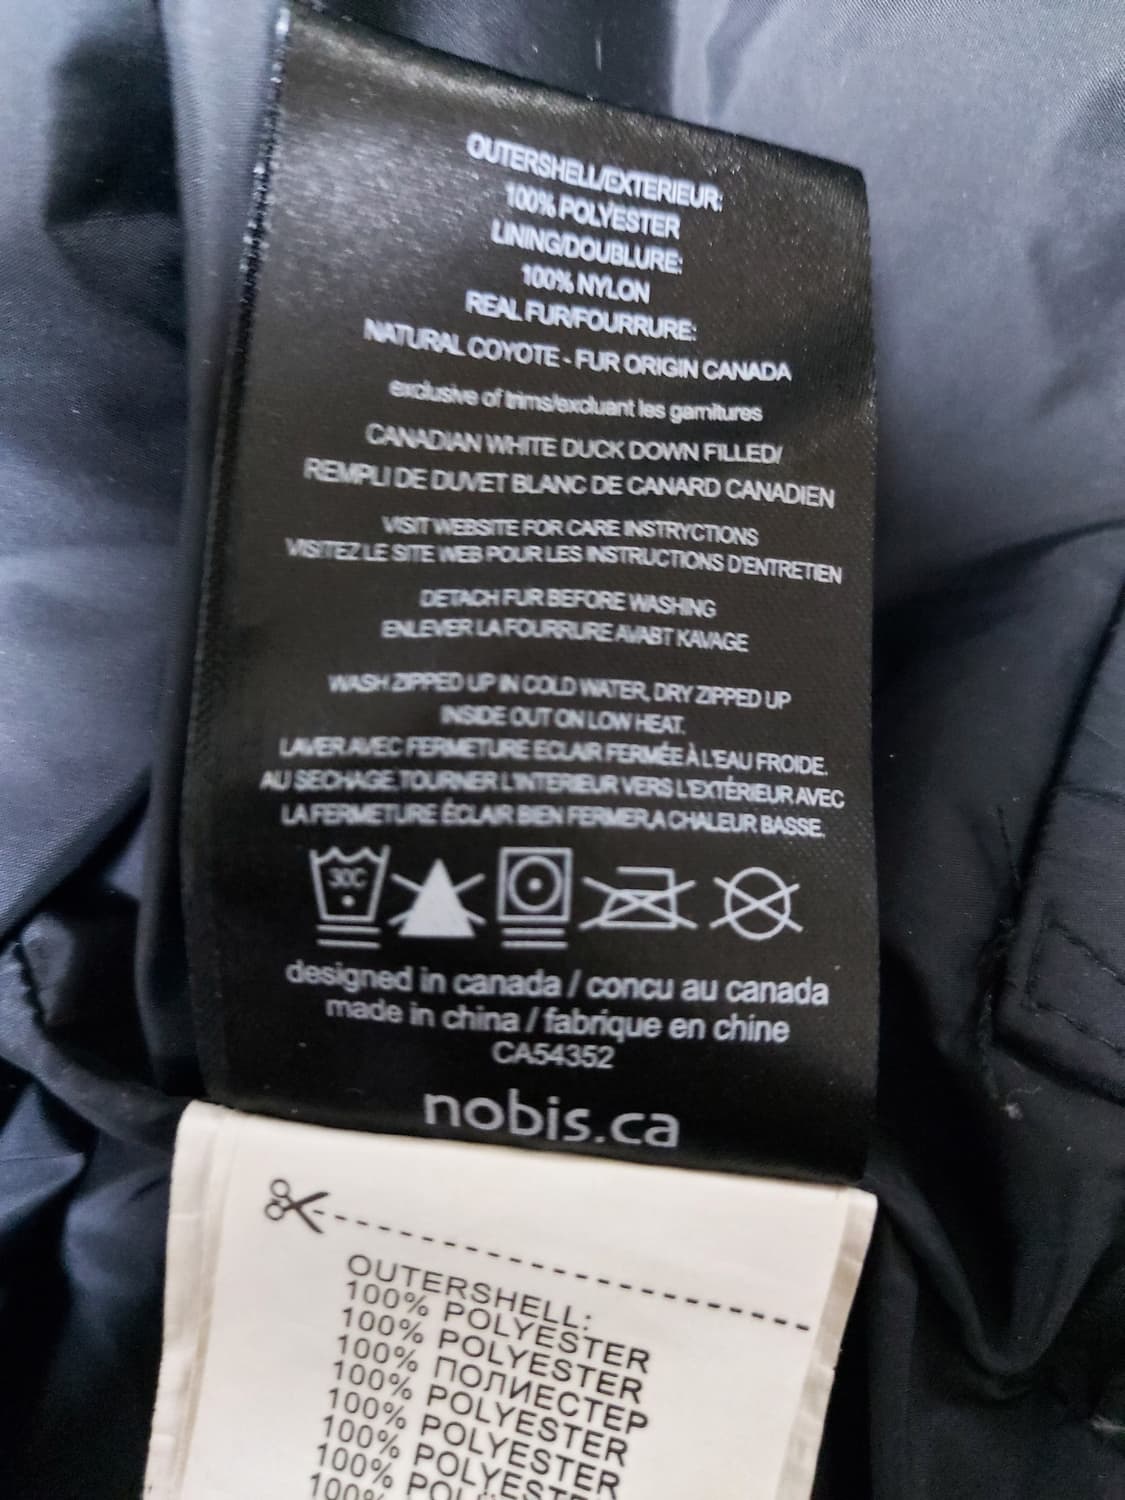 OUTERSHELL/EXTERIEUR:
100% POLYESTER
LINING/DOUBLURE:
100% NYLON
REAL FUR/FOURRURE:
NATURAL COYOTE - FUR ORIGIN CANADA
exclusive of trims/excluant les garnitures
CANADIAN WHITE DUCK DOWN FILLED/
REMPLI DE DUVET BLANC DE CANARD CANADIEN
VISIT WEBSITE FOR CARE INSTRYCTIONS
VISITEZ LE SITE WEB POUR LES INSTRUCTIONS D'ENTRETIEN
DETACH FUR BEFORE WASHING
ENLEVER LA FOURRURE AVABT KAVAGE
WASH ZIPPED UP IN COLD WATER, DRY ZIPPED UP
INSIDE OUT ON LOW HEAT.
LAVER AVEC FERMETURE ECLAIR FERMÉE À L'EAU FROIDE.
AU SECHAGE, TOURNER L'INTERIEUR VERS L'EXTÉRIEUR AVEC
LA FERMETURE ÉCLAIR BIEN FERMER.A CHALEUR BASSE.
30C
designed in canada / concu au canada
made in china / fabrique en chine
CA54352
nobis.ca
OUTERSHELL:
100% POLYESTER
100% POLYESTER
100% ПОЛИЕСТЕР
100% POLYESTER
100% POLYESTER
100% POLYESTER
100%